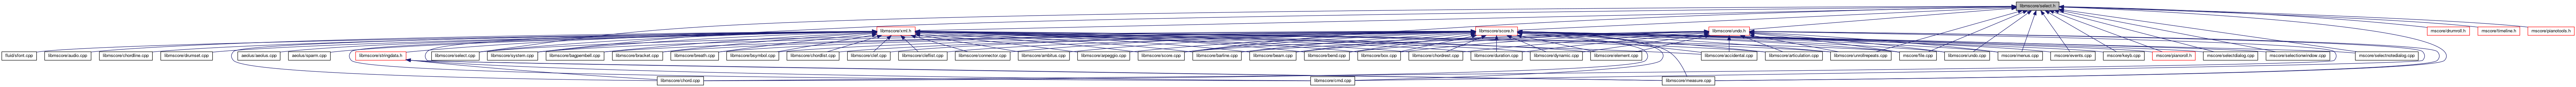 libmscore/select.h
libmscore/xml.h
libmscore/score.h
libmscore/undo.h
mscore/drumroll.h
mscore/timeline.h
mscore/pianotools.h
fluid/sfont.cpp
libmscore/audio.cpp
libmscore/chordline.cpp
libmscore/drumset.cpp
aeolus/aeolus.cpp
aeolus/sparm.cpp
libmscore/stringdata.h
libmscore/select.cpp
libmscore/system.cpp
libmscore/bagpembell.cpp
libmscore/bracket.cpp
libmscore/breath.cpp
libmscore/keysymbol.cpp
libmscore/chordlist.cpp
libmscore/clef.cpp
libmscore/cleflist.cpp
libmscore/connector.cpp
libmscore/ambitus.cpp
libmscore/arpeggio.cpp
libmscore/score.cpp
libmscore/barline.cpp
libmscore/beam.cpp
libmscore/bend.cpp
libmscore/box.cpp
libmscore/chordrest.cpp
libmscore/duration.cpp
libmscore/dynamic.cpp
libmscore/element.cpp
libmscore/accidental.cpp
libmscore/articulation.cpp
libmscore/unrollrepeats.cpp
mscore/file.cpp
libmscore/undo.cpp
mscore/menus.cpp
mscore/events.cpp
mscore/keyb.cpp
mscore/pianoroll.h
mscore/selectdialog.cpp
mscore/selectionwindow.cpp
mscore/selectnotedialog.cpp
libmscore/chord.cpp
libmscore/cmd.cpp
libmscore/measure.cpp